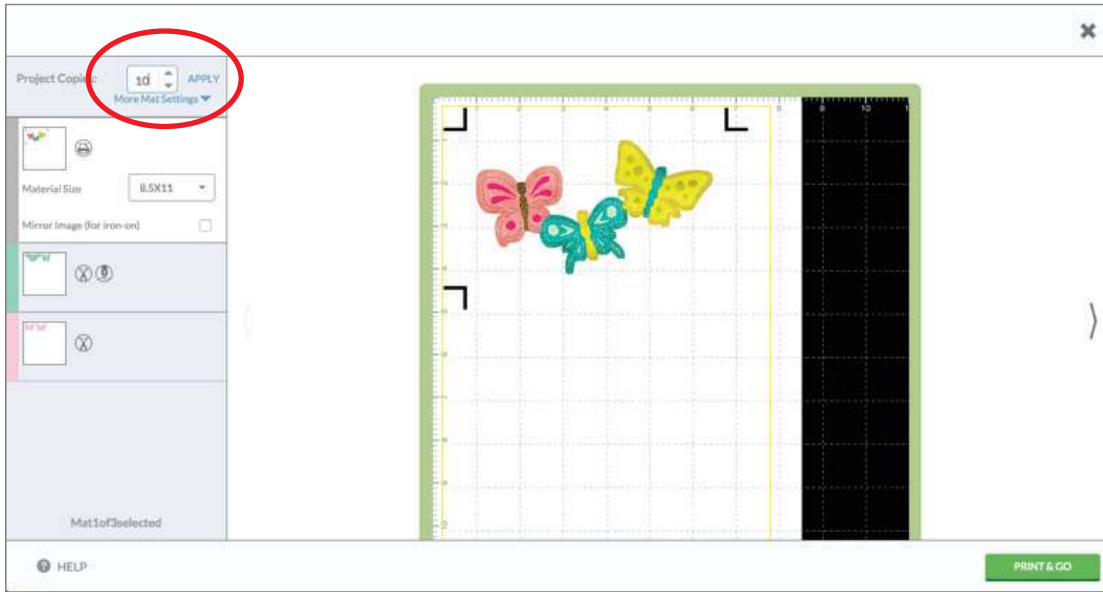 Project Copies: 10 APPLY
More Mat Settings
Material Size 8.5X11
Mirror Image (for iron-on)
Mat1of3selected
HELP
PRINT & GO